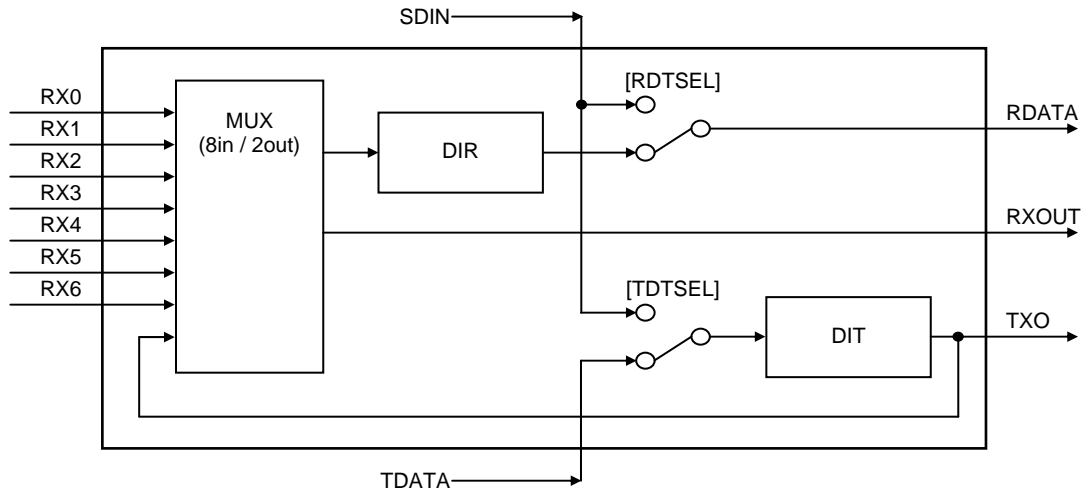 SDIN
[RDTSEL]
RX0
RX1
RX2
RX3
RX4
RX5
RX6
MUX
(8in / 2out)
DIR
RDATA
RXOUT
[TDTSEL]
DIT
TXO
TDATA